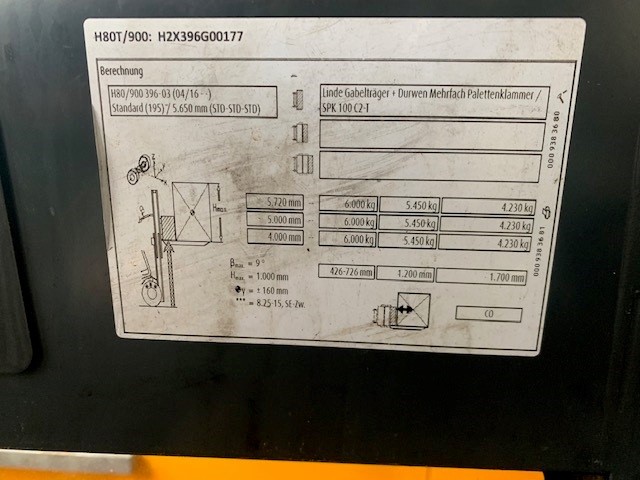 H80T/900: H2X396G00177
Berechnung
H80/900 396-03 (04/16 - )
Standard (195)7/ 5.650 mm (STD-STD-STD)
Linde Gabelträger + Durwen Mehrfach Palettenklammer /
SPK 100 C2-T
000 938 36 80
5.720 mm 6.000 kg 5.450 kg 4.230 kg
5.000 mm 6.000 kg 5.450 kg 4.230 kg
4.000 mm 6.000 kg 5.450 kg 4.230 kg
426-726 mm 1.200 mm 1.700 mm
000 938 36 81
Hmax.
β
βmax. = 9°
Hmax. = 1.000 mm
y = ± 160 mm
*** = 8.25-15, SE-Zw.
CO